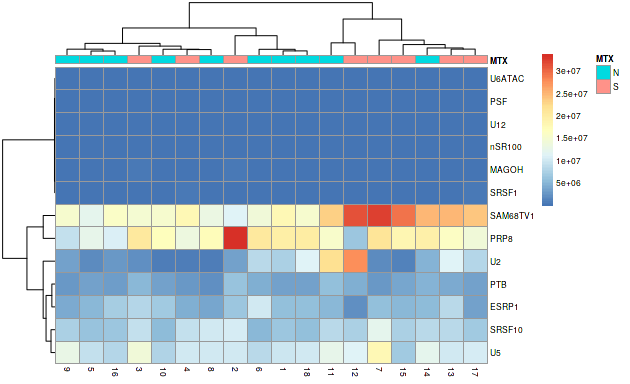 MTX
MTX
N
S
3e+07
2.5e+07
2e+07
1.5e+07
1e+07
5e+06
U6ATAC
PSF
U12
nSR100
MAGOH
SRSF1
SAM68TV1
PRP8
U2
PTB
ESRP1
SRSF10
U5
9 5 16 3 10 4 8 2 6 1 18 11 12 7 15 14 13 17